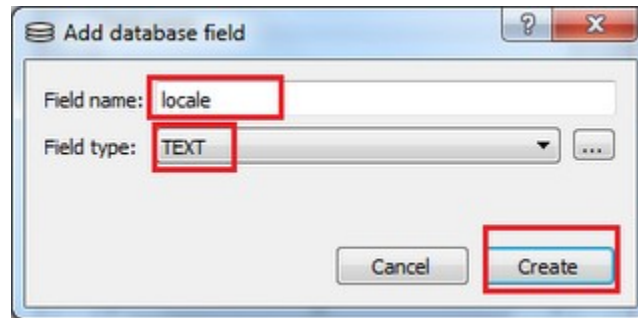 Add database field
Field name: locale
Field type: TEXT ...
Cancel Create